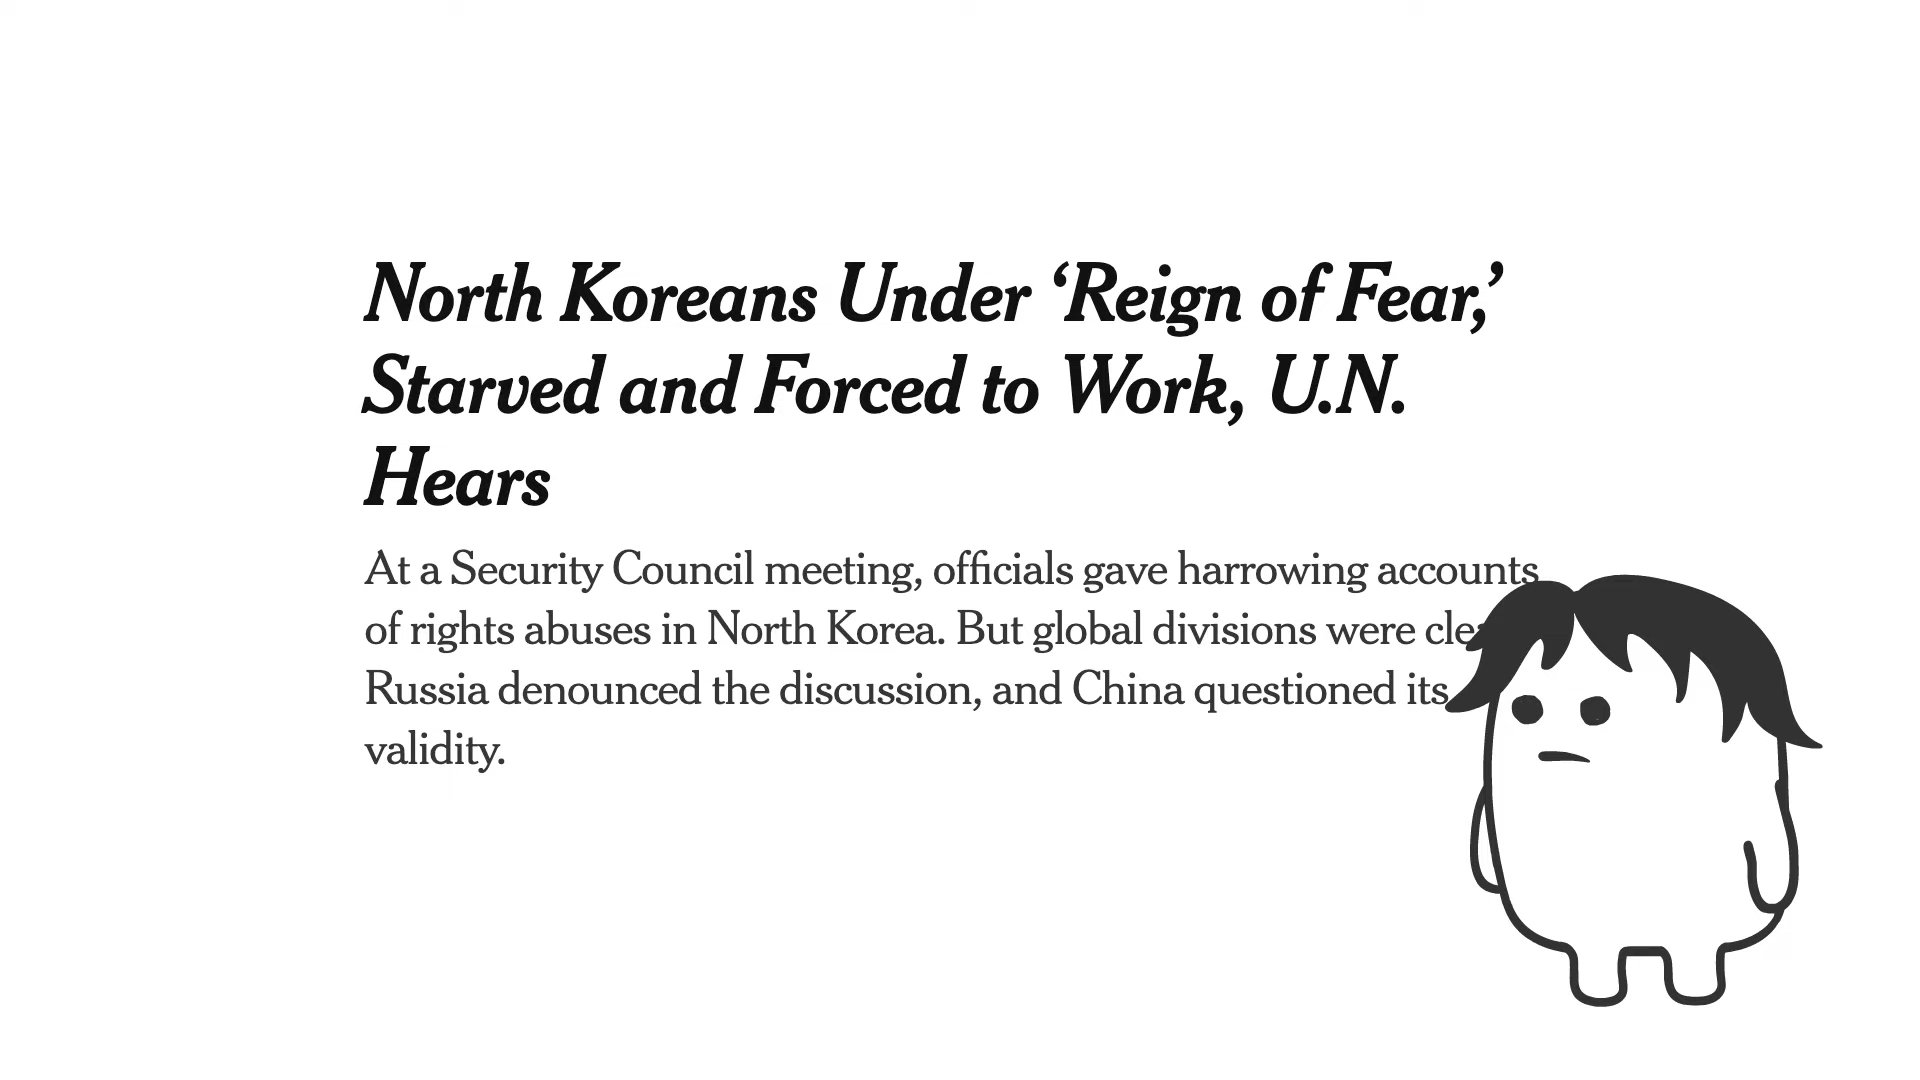 North Koreans Under ‘Reign of Fear,’
Starved and Forced to Work, U.N.
Hears
At a Security Council meeting, officials gave harrowing accounts
of rights abuses in North Korea. But global divisions were
Russia denounced the discussion, and China questioned its
validity.